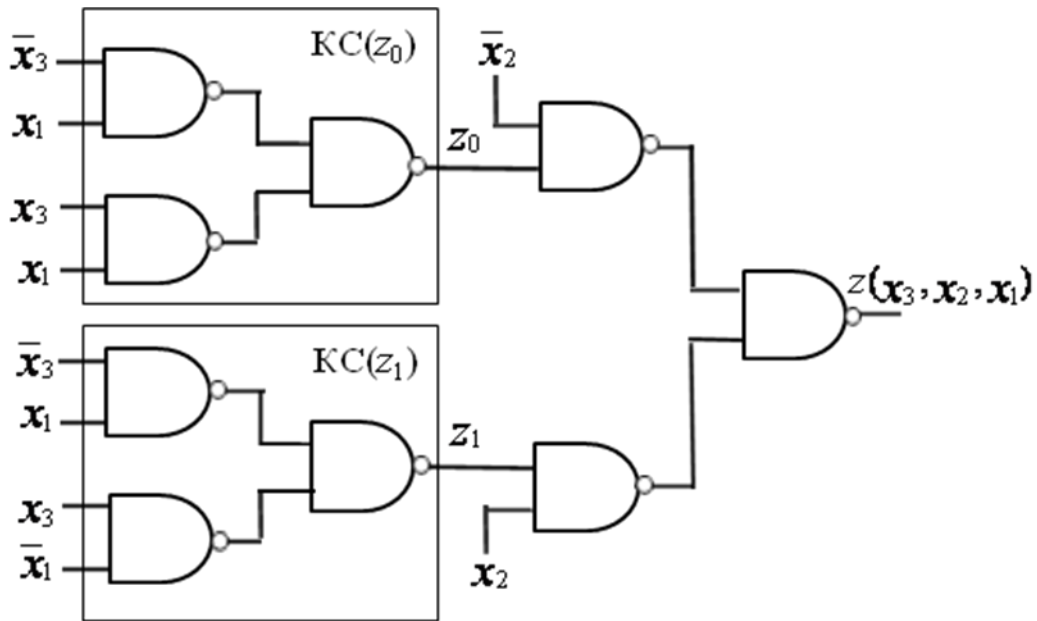 x̄₃
KC(z₀)
x₁
x₃
x₁
z₀
x̄₂
x̄₃
KC(z₁)
x₁
x₃
x̄₁
z₁
x₂
z(x₃, x₂, x₁)